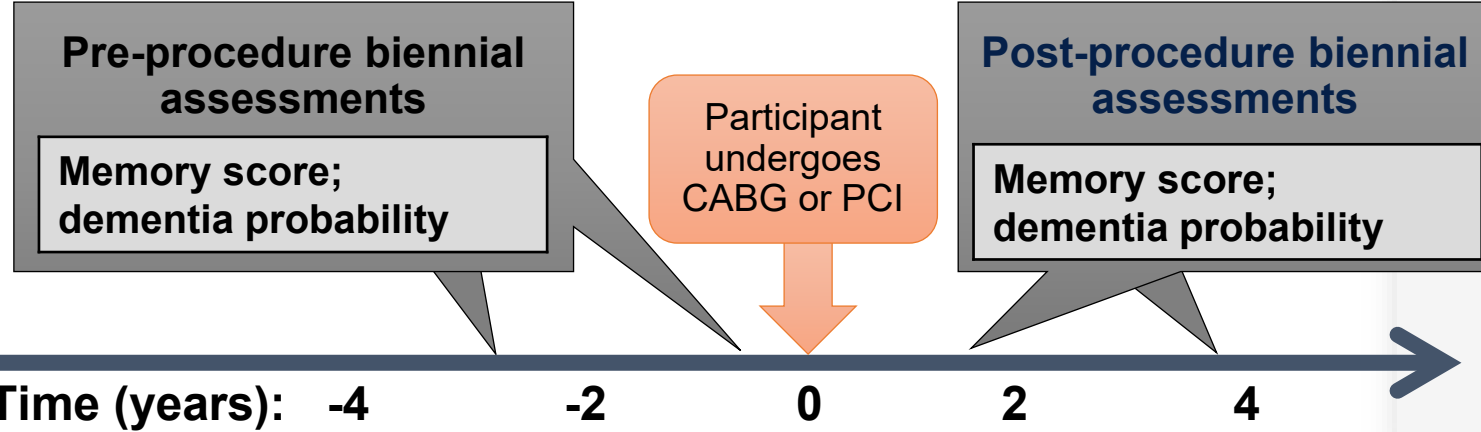 Pre-procedure biennial
assessments
Memory score;
dementia probability
Participant
undergoes
CABG or PCI
Post-procedure biennial
assessments
Memory score;
dementia probability
Time (years): -4 -2 0 2 4